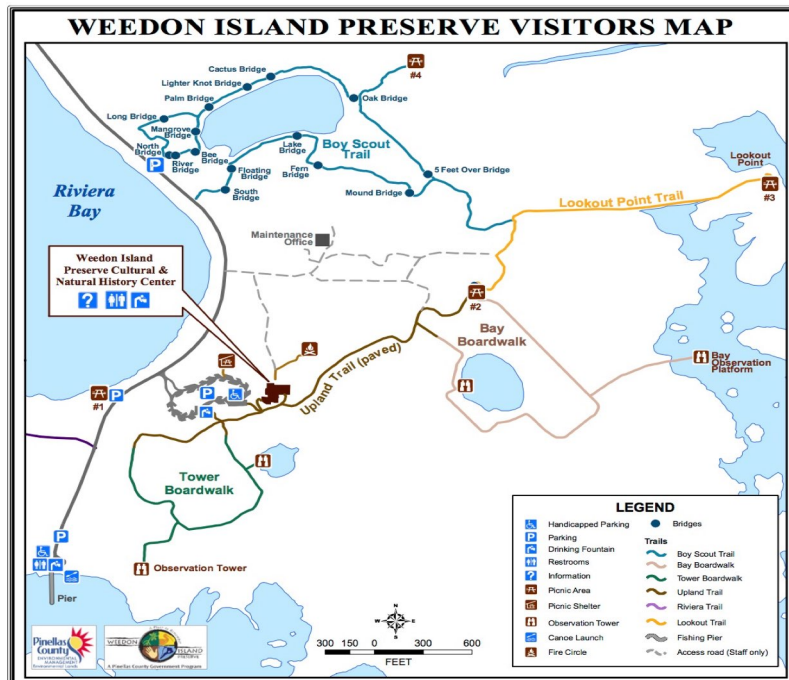 WEEDON ISLAND PRESERVE VISITORS MAP
Cactus Bridge
#4
Lighter Knot Bridge
Palm Bridge
Oak Bridge
Long Bridge
Mangrove
Bridge
Lake
Bridge
Boy Scout
Trail
North
Bridge
Bee
Bridge
River
Bridge
P
Floating
Bridge
Fern
Bridge
5 Feet Over Bridge
South
Bridge
Mound Bridge
Lookout
Point
#3
Lookout Point Trail
Riviera
Bay
Maintenance
Office
Weedon Island
Preserve Cultural &
Natural History Center
?
#2
Bay
Boardwalk
Upland Trail (paved)
Bay
Observation
Platform
P
#1
P
Tower
Boardwalk
Observation Tower
P
Pier
LEGEND
Handicapped Parking
P Parking
Drinking Fountain
Restrooms
? Information
Picnic Area
Picnic Shelter
Observation Tower
Canoe Launch
Fire Circle
Bridges
Trails
Boy Scout Trail
Bay Boardwalk
Tower Boardwalk
Upland Trail
Riviera Trail
Lookout Trail
Fishing Pier
Access road (Staff only)
N
W E
S
300 150 0 300 600
FEET
Pinellas
County
ENVIRONMENTAL
MANAGEMENT
WEEDON ISLAND
A Pinellas County Government Program